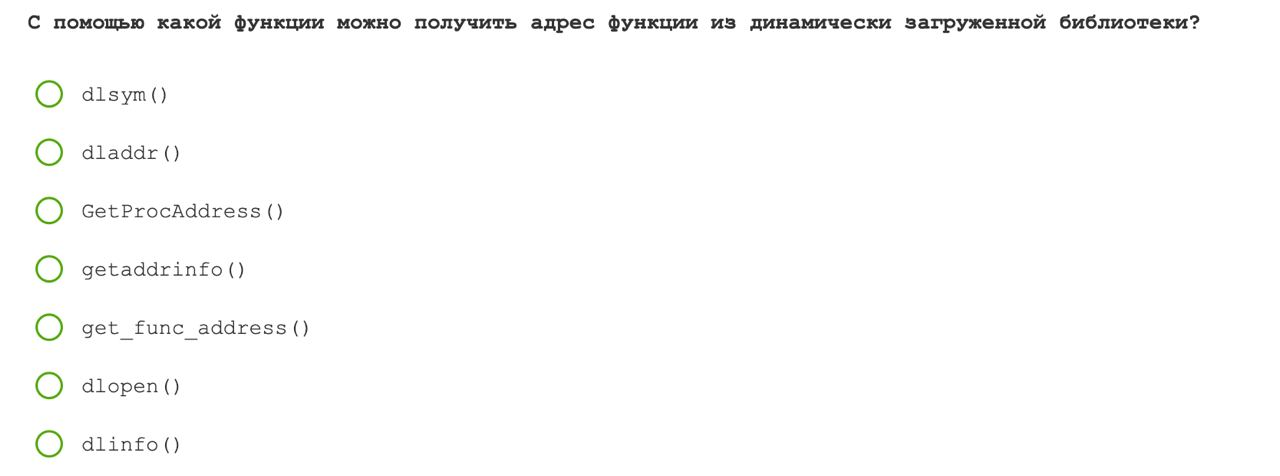 С помощью какой функции можно получить адрес функции из динамически загруженной библиотеки?
dlsym()
dladdr()
GetProcAddress()
getaddrinfo()
get_func_address()
dlopen()
dlinfo()